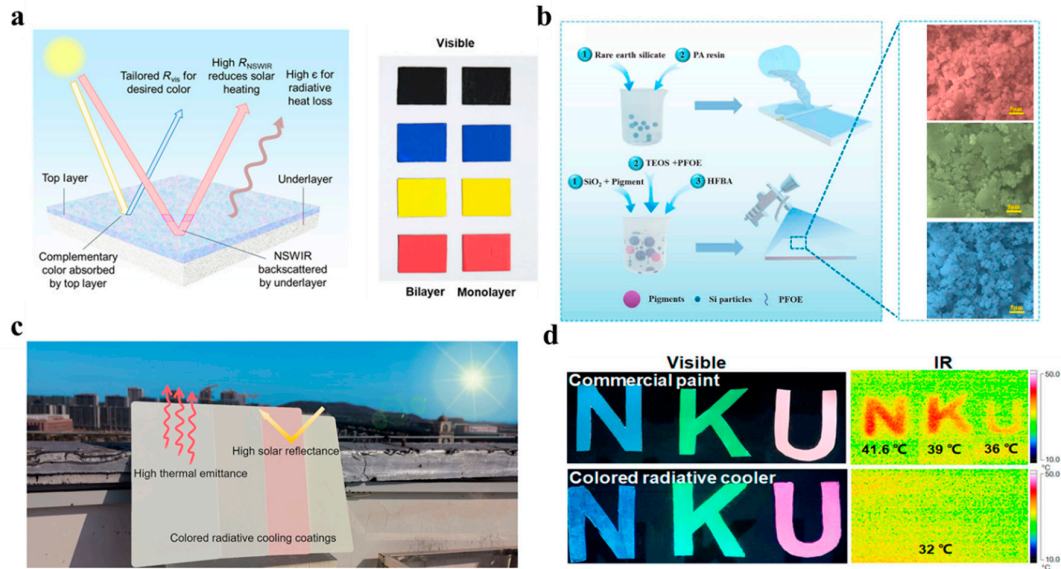 a
Tailored Rvis for
desired color
High RNSWIR
reduces solar
heating
High ϵ for
radiative
heat loss
Top layer
Underlayer
Complementary
color absorbed
by top layer
NSWIR
backscattered
by underlayer
Visible
Bilayer Monolayer
b
1 Rare earth silicate 2 PA resin
2 TEOS +PFOE
1 SiO2 + Pigment 3 HFBA
Pigments Si particles PFOE
c
High thermal emittance
High solar reflectance
Colored radiative cooling coatings
d
Visible IR
Commercial paint
N K U
N K U
41.6 ℃ 39 ℃ 36 ℃
50.0
10.0
℃
Colored radiative cooler
N K U
32 ℃
50.0
10.0
℃